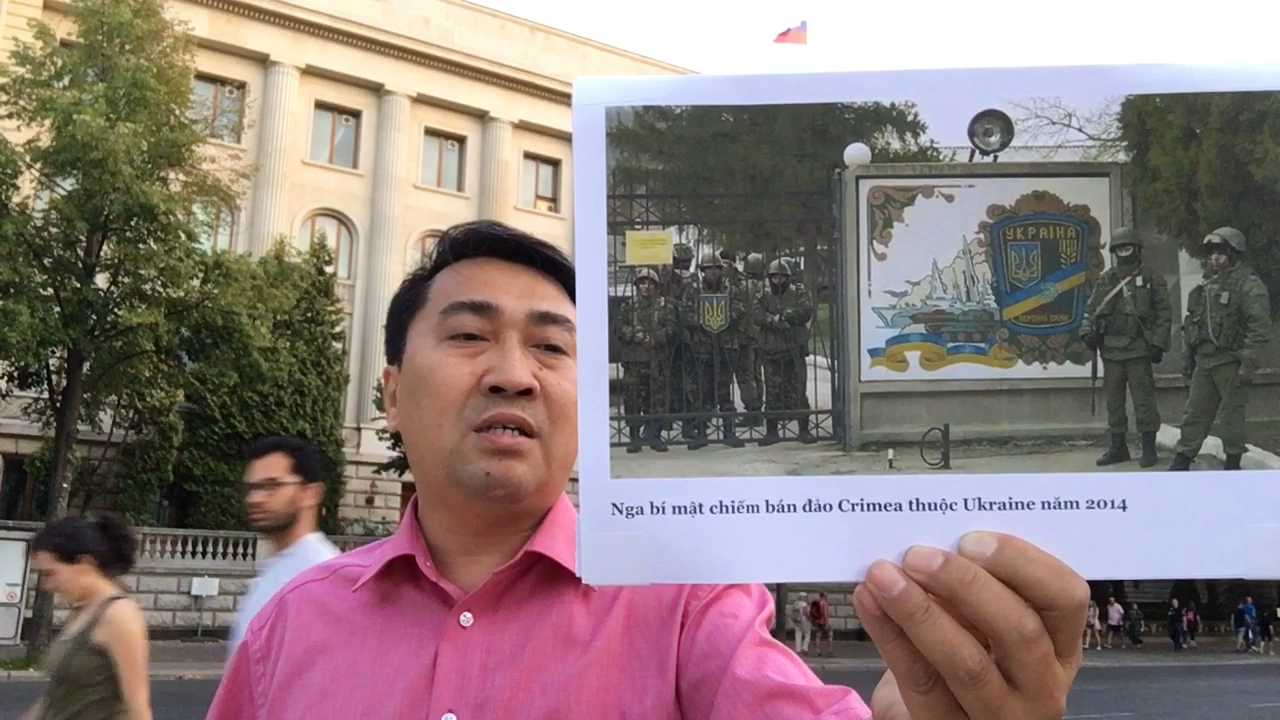 УКРАЇНА
Nga bí mật chiếm bán đảo Crimea thuộc Ukraine năm 2014